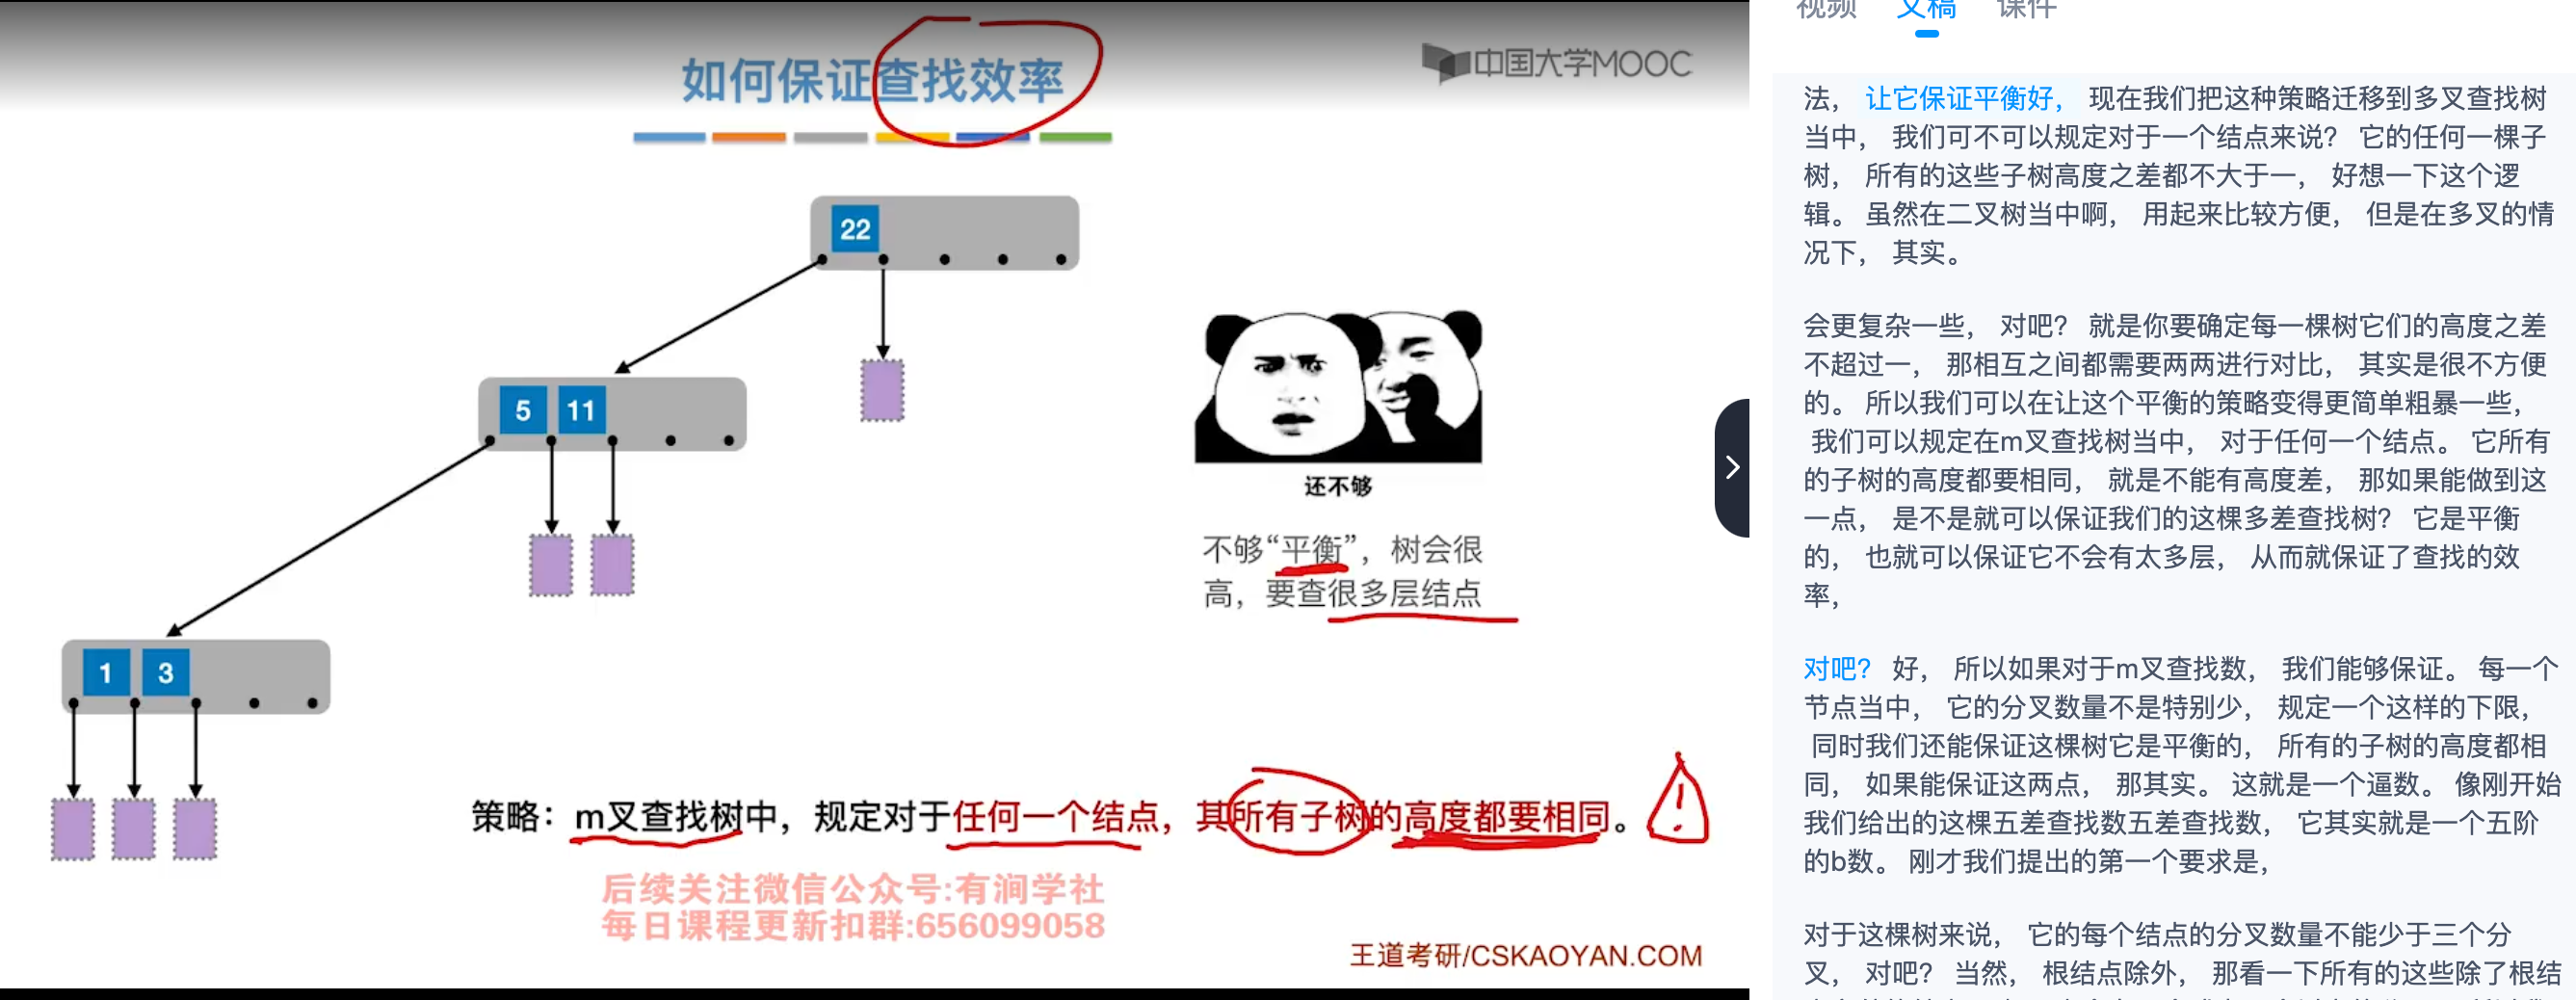 如何保证查找效率
中国大学MOOC
22
5 11
1 3
还不够
不够“平衡”，树会很
高，要查很多层结点
策略：m叉查找树中，规定对于任何一个结点，其所有子树的高度都要相同。
后续关注微信公众号:有涧学社
每日课程更新扣群:656099058
王道考研/CSKAOYAN.COM
视频 文稿 课件
法， 让它保证平衡好， 现在我们把这种策略迁移到多叉查找树
当中， 我们可不可以规定对于一个结点来说？ 它的任何一棵子
树， 所有的这些子树高度之差都不大于一， 好想一下这个逻
辑。 虽然在二叉树当中啊， 用起来比较方便， 但是在多叉的情
况下， 其实。
会更复杂一些， 对吧？ 就是你要确定每一棵树它们的高度之差
不超过一， 那相互之间都需要两两进行对比， 其实是很不方便
的。 所以我们可以在让这个平衡的策略变得更简单粗暴一些，
我们可以规定在m叉查找树当中， 对于任何一个结点。 它所有
的子树的高度都要相同， 就是不能有高度差， 那如果能做到这
一点， 是不是就可以保证我们的这棵多差查找树？ 它是平衡
的， 也就可以保证它不会有太多层， 从而就保证了查找的效
率，
对吧？ 好， 所以如果对于m叉查找数， 我们能够保证。 每一个
节点当中， 它的分叉数量不是特别少， 规定一个这样的下限，
同时我们还能保证这棵树它是平衡的， 所有的子树的高度都相
同， 如果能保证这两点， 那其实。 这就是一个逼数。 像刚开始
我们给出的这棵五差查找数五差查找数， 它其实就是一个五阶
的b数。 刚才我们提出的第一个要求是，
对于这棵树来说， 它的每个结点的分叉数量不能少于三个分
叉， 对吧？ 当然， 根结点除外， 那看一下所有的这些除了根结